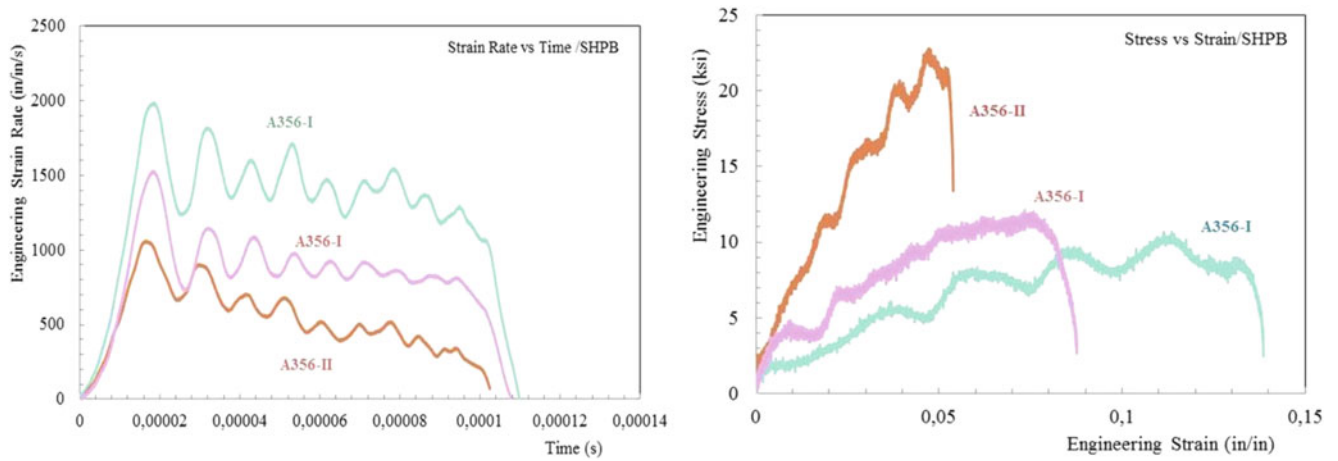 2500
2000
1500
1000
500
0
Engineering Strain Rate (in/in/s)
Strain Rate vs Time /SHPB
A356-I
A356-I
A356-II
0 0,00002 0,00004 0,00006 0,00008 0,0001 0,00012 0,00014
Time (s)
25
20
15
10
5
0
Engineering Stress (ksi)
Stress vs Strain/SHPB
A356-II
A356-I
A356-I
0 0,05 0,1 0,15
Engineering Strain (in/in)